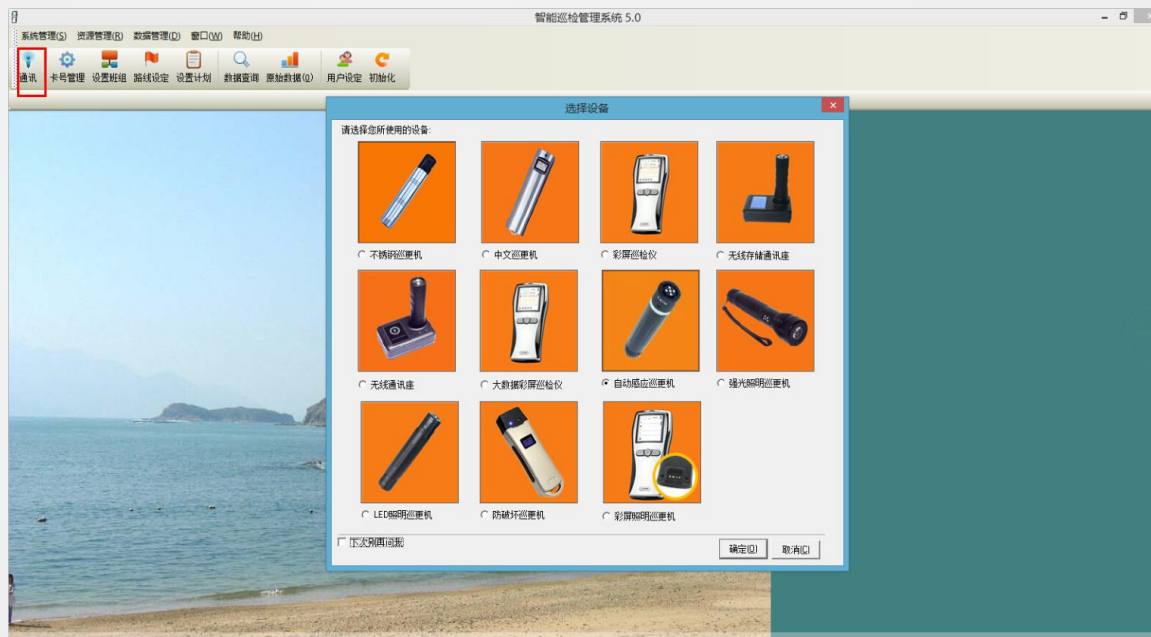 智能巡检管理系统 5.0
系统管理(S) 资源管理(R) 数据管理(D) 窗口(W) 帮助(H)
通讯 卡号管理 设置班组 路线设定 设置计划 数据查询 原始数据(Q) 用户设定 初始化
选择设备
请选择您所使用的设备:
不锈钢巡更机 中文巡更机 彩屏巡检仪 无线存储通讯座
无线通讯座 大数据彩屏巡检仪 自动感应巡更机 强光照明巡更机
LED照明巡更机 防破坏巡更机 彩屏照明巡更机
下次别再问我
确定(O) 取消(C)